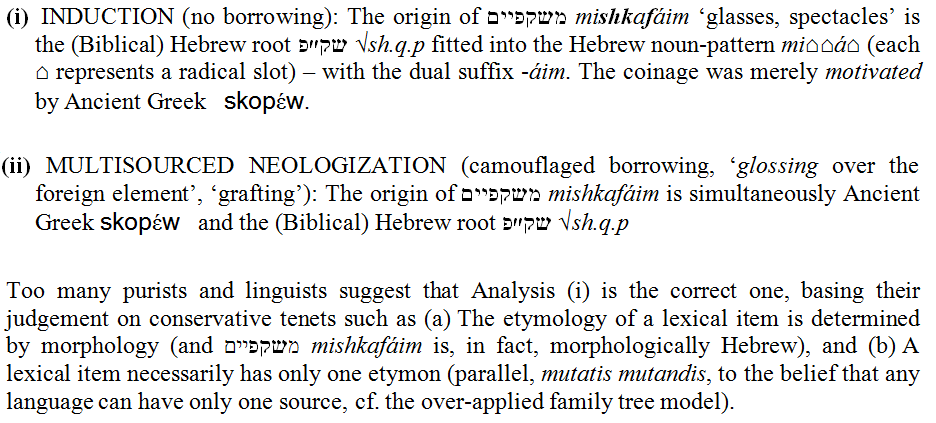 (i) INDUCTION (no borrowing): The origin of משקפיים mishkafáim ‘glasses, spectacles’ is
the (Biblical) Hebrew root שק״פ √sh.q.p fitted into the Hebrew noun-pattern mi⌂⌂á⌂ (each
⌂ represents a radical slot) – with the dual suffix -áim. The coinage was merely motivated
by Ancient Greek skopέw.
(ii) MULTISOURCED NEOLOGIZATION (camouflaged borrowing, ‘glossing over the
foreign element’, ‘grafting’): The origin of משקפיים mishkafáim is simultaneously Ancient
Greek skopέw and the (Biblical) Hebrew root שק״פ √sh.q.p
Too many purists and linguists suggest that Analysis (i) is the correct one, basing their
judgement on conservative tenets such as (a) The etymology of a lexical item is determined
by morphology (and משקפיים mishkafáim is, in fact, morphologically Hebrew), and (b) A
lexical item necessarily has only one etymon (parallel, mutatis mutandis, to the belief that any
language can have only one source, cf. the over-applied family tree model).